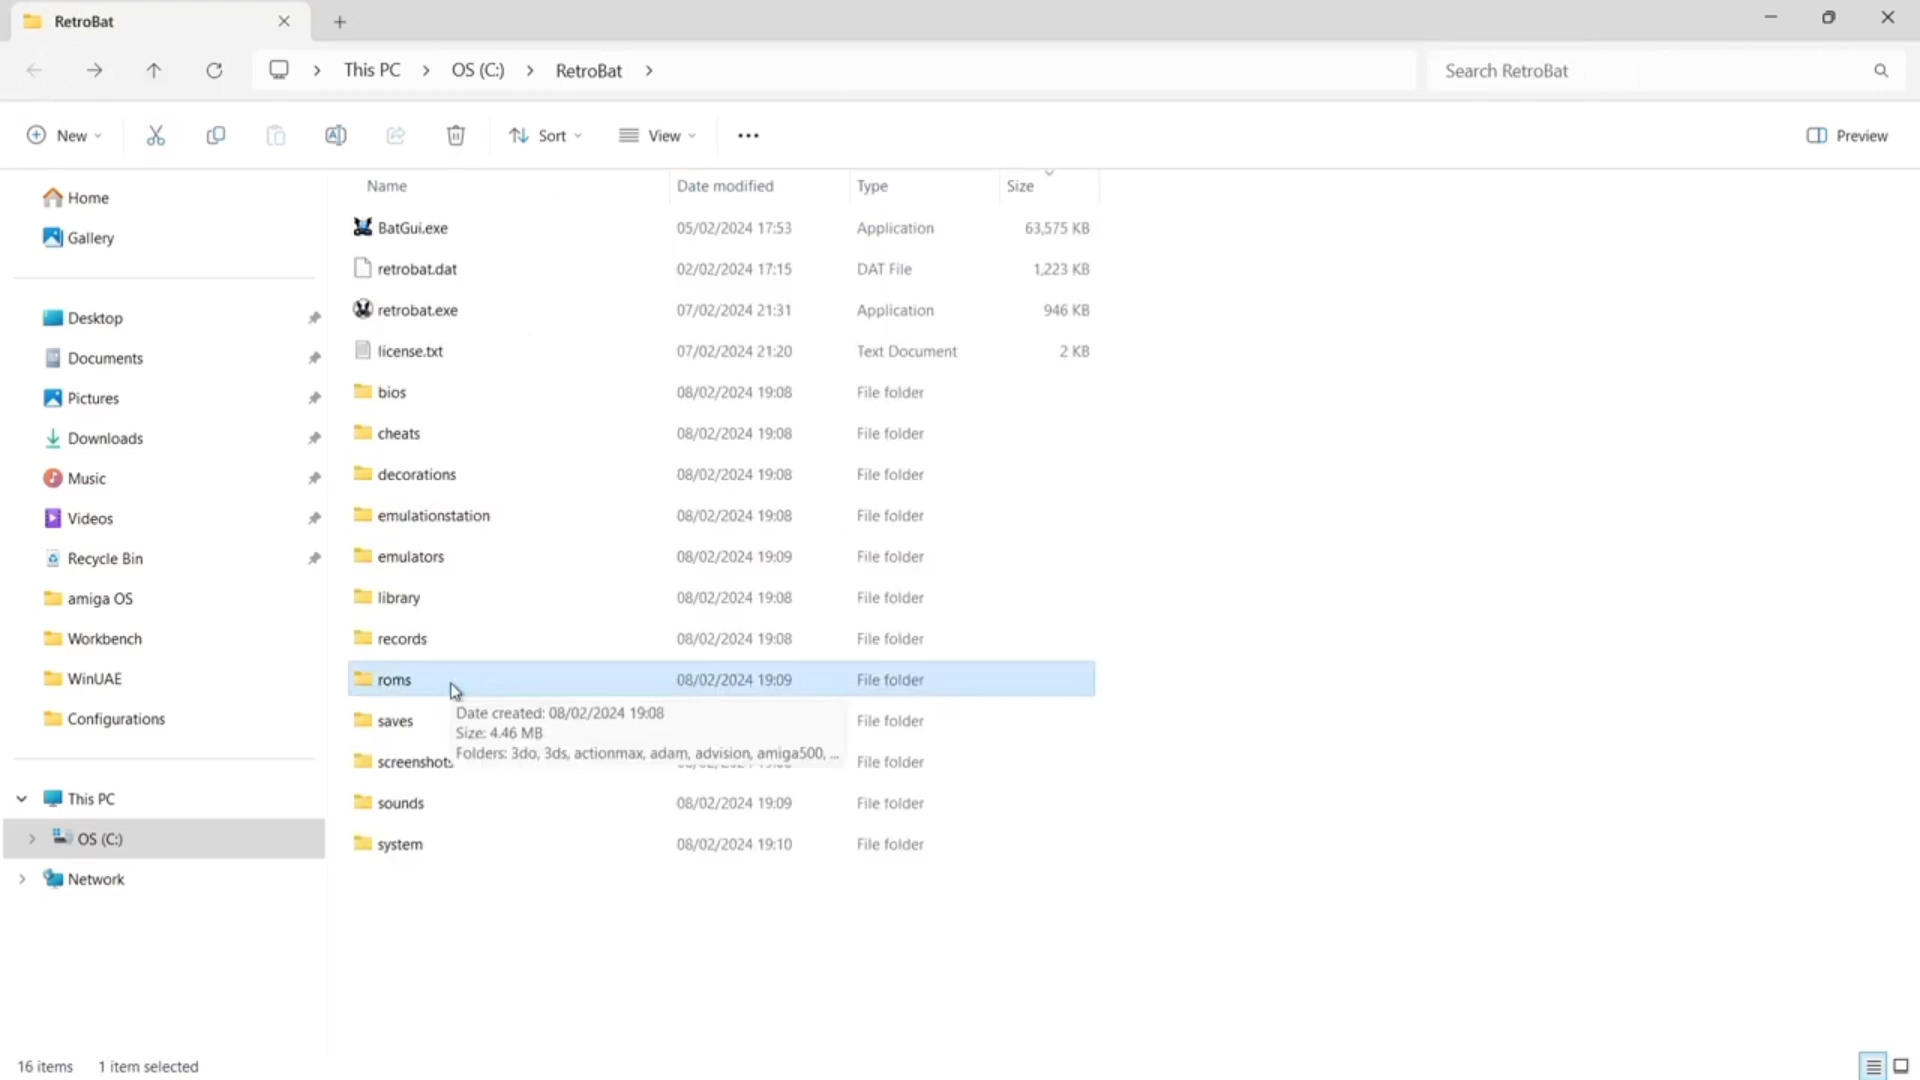 RetroBat
This PC > OS (C:) > RetroBat >
Search RetroBat
New
Sort
View
Preview
Home
Gallery
Desktop
Documents
Pictures
Downloads
Music
Videos
Recycle Bin
amiga OS
Workbench
WinUAE
Configurations
This PC
OS (C:)
Network
Name Date modified Type Size
BatGui.exe 05/02/2024 17:53 Application 63,575 KB
retrobat.dat 02/02/2024 17:15 DAT File 1,223 KB
retrobat.exe 07/02/2024 21:31 Application 946 KB
license.txt 07/02/2024 21:20 Text Document 2 KB
bios 08/02/2024 19:08 File folder
cheats 08/02/2024 19:08 File folder
decorations 08/02/2024 19:08 File folder
emulationstation 08/02/2024 19:08 File folder
emulators 08/02/2024 19:09 File folder
library 08/02/2024 19:08 File folder
records 08/02/2024 19:08 File folder
roms 08/02/2024 19:09 File folder
Date created: 08/02/2024 19:08
Size: 4.46 MB
Folders: 3do, 3ds, actionmax, adam, advision, amiga500, ...
saves File folder
screenshots File folder
sounds 08/02/2024 19:09 File folder
system 08/02/2024 19:10 File folder
16 items 1 item selected